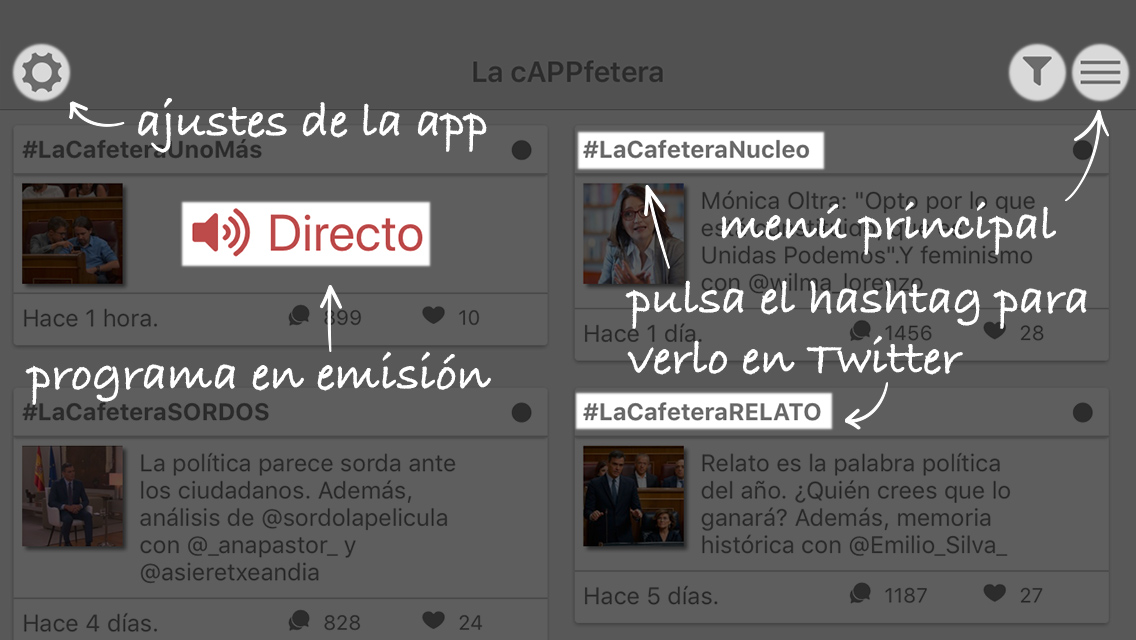 La cAPPfetera
ajustes de la app
#LaCafeteraUnoMás
Directo
Hace 1 hora.
899
10
programa en emisión
#LaCafeteraNucleo
Mónica Oltra: "Opto por lo que
Unidas Podemos".Y feminismo
con @wilma_lorenzo
menú principal
pulsa el hashtag para
verlo en Twitter
Hace 1 día.
1456
28
#LaCafeteraSORDOS
La política parece sorda ante
los ciudadanos. Además,
análisis de @sordolapelicula
con @_anapastor_ y
@asieretxeandia
Hace 4 días.
828
24
#LaCafeteraRELATO
Relato es la palabra política
del año. ¿Quién crees que lo
ganará? Además, memoria
histórica con @Emilio_Silva_
Hace 5 días.
1187
27